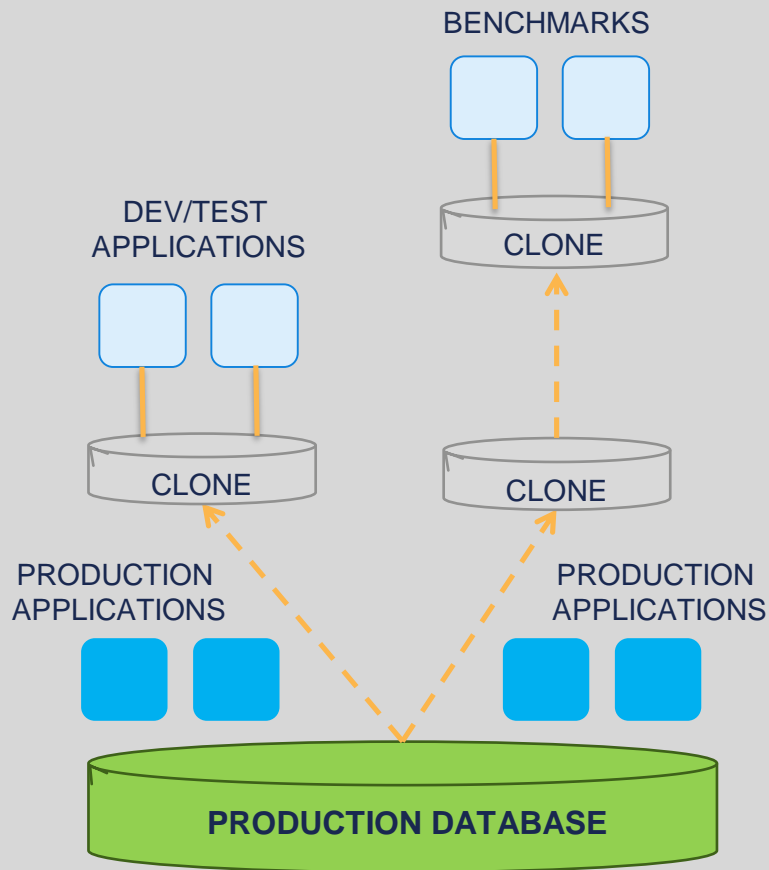 BENCHMARKS
CLONE
DEV/TEST
APPLICATIONS
CLONE
CLONE
PRODUCTION
APPLICATIONS
PRODUCTION
APPLICATIONS
PRODUCTION DATABASE